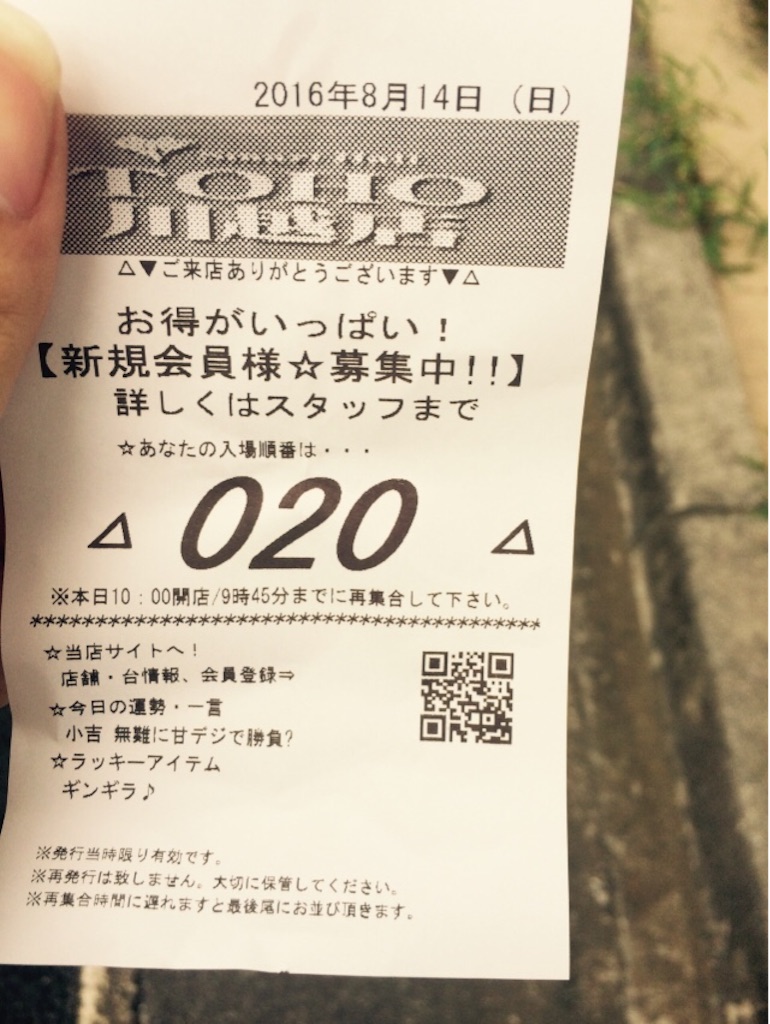 2016年8月14日 （日）
TOHO
川越店
△▼ご来店ありがとうございます▼△
お得がいっぱい！
【新規会員様☆募集中!!】
詳しくはスタッフまで
☆あなたの入場順番は・・・
△ 020 △
※本日10：00開店/9時45分までに再集合して下さい。
****************************************
☆当店サイトへ！
店舗・台情報、会員登録⇒
☆今日の運勢・一言
小吉 無難に甘デジで勝負?
☆ラッキーアイテム
ギンギラ♪
※発行当時限り有効です。
※再発行は致しません。大切に保管してください。
※再集合時間に遅れますと最後尾にお並び頂きます。